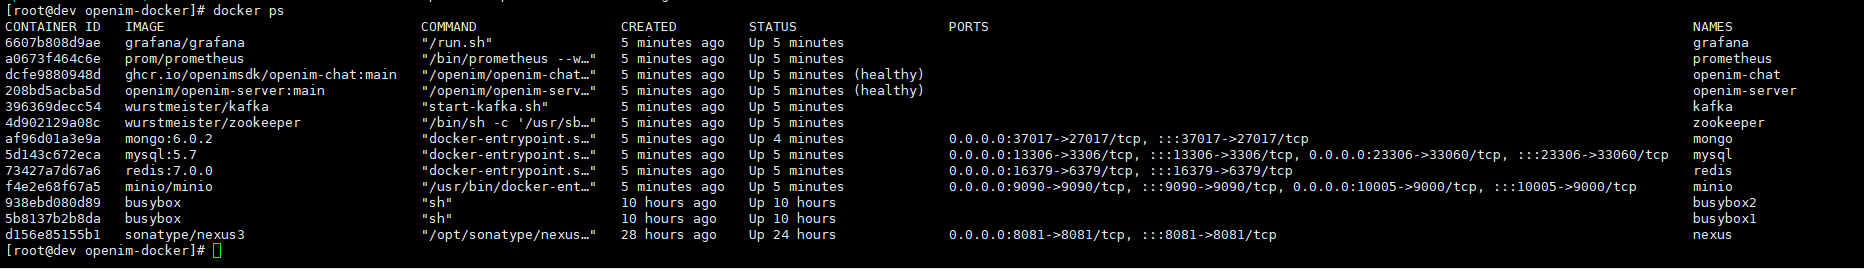 [root@dev openim-docker]# docker ps
CONTAINER ID   IMAGE                                COMMAND                  CREATED         STATUS                   PORTS                                                                                        NAMES
6607b808d9ae   grafana/grafana                      "/run.sh"                5 minutes ago   Up 5 minutes                                                                                                          grafana
a0673f464c6e   prom/prometheus                      "/bin/prometheus --w…"   5 minutes ago   Up 5 minutes                                                                                                          prometheus
dcfe9880948d   ghcr.io/openimsdk/openim-chat:main   "/openim/openim-chat…"   5 minutes ago   Up 5 minutes (healthy)                                                                                                openim-chat
208bd5acba5d   openim/openim-server:main            "/openim/openim-serv…"   5 minutes ago   Up 5 minutes (healthy)                                                                                                openim-server
396369decc54   wurstmeister/kafka                   "start-kafka.sh"         5 minutes ago   Up 5 minutes                                                                                                          kafka
4d902129a08c   wurstmeister/zookeeper               "/bin/sh -c '/usr/sb…"   5 minutes ago   Up 5 minutes                                                                                                          zookeeper
af96d01a3e9a   mongo:6.0.2                          "docker-entrypoint.s…"   5 minutes ago   Up 4 minutes             0.0.0.0:37017->27017/tcp, :::37017->27017/tcp                                                mongo
5d143c672eca   mysql:5.7                            "docker-entrypoint.s…"   5 minutes ago   Up 5 minutes             0.0.0.0:13306->3306/tcp, :::13306->3306/tcp, 0.0.0.0:23306->33060/tcp, :::23306->33060/tcp   mysql
73427a7d67a6   redis:7.0.0                          "docker-entrypoint.s…"   5 minutes ago   Up 5 minutes             0.0.0.0:16379->6379/tcp, :::16379->6379/tcp                                                  redis
f4e2e68f67a5   minio/minio                          "/usr/bin/docker-ent…"   5 minutes ago   Up 5 minutes             0.0.0.0:9090->9090/tcp, :::9090->9090/tcp, 0.0.0.0:10005->9000/tcp, :::10005->9000/tcp       minio
938ebd080d89   busybox                              "sh"                     10 hours ago    Up 10 hours                                                                                                           busybox2
5b8137b2b8da   busybox                              "sh"                     10 hours ago    Up 10 hours                                                                                                           busybox1
d156e85155b1   sonatype/nexus3                      "/opt/sonatype/nexus…"   28 hours ago    Up 24 hours              0.0.0.0:8081->8081/tcp, :::8081->8081/tcp                                                    nexus
[root@dev openim-docker]#